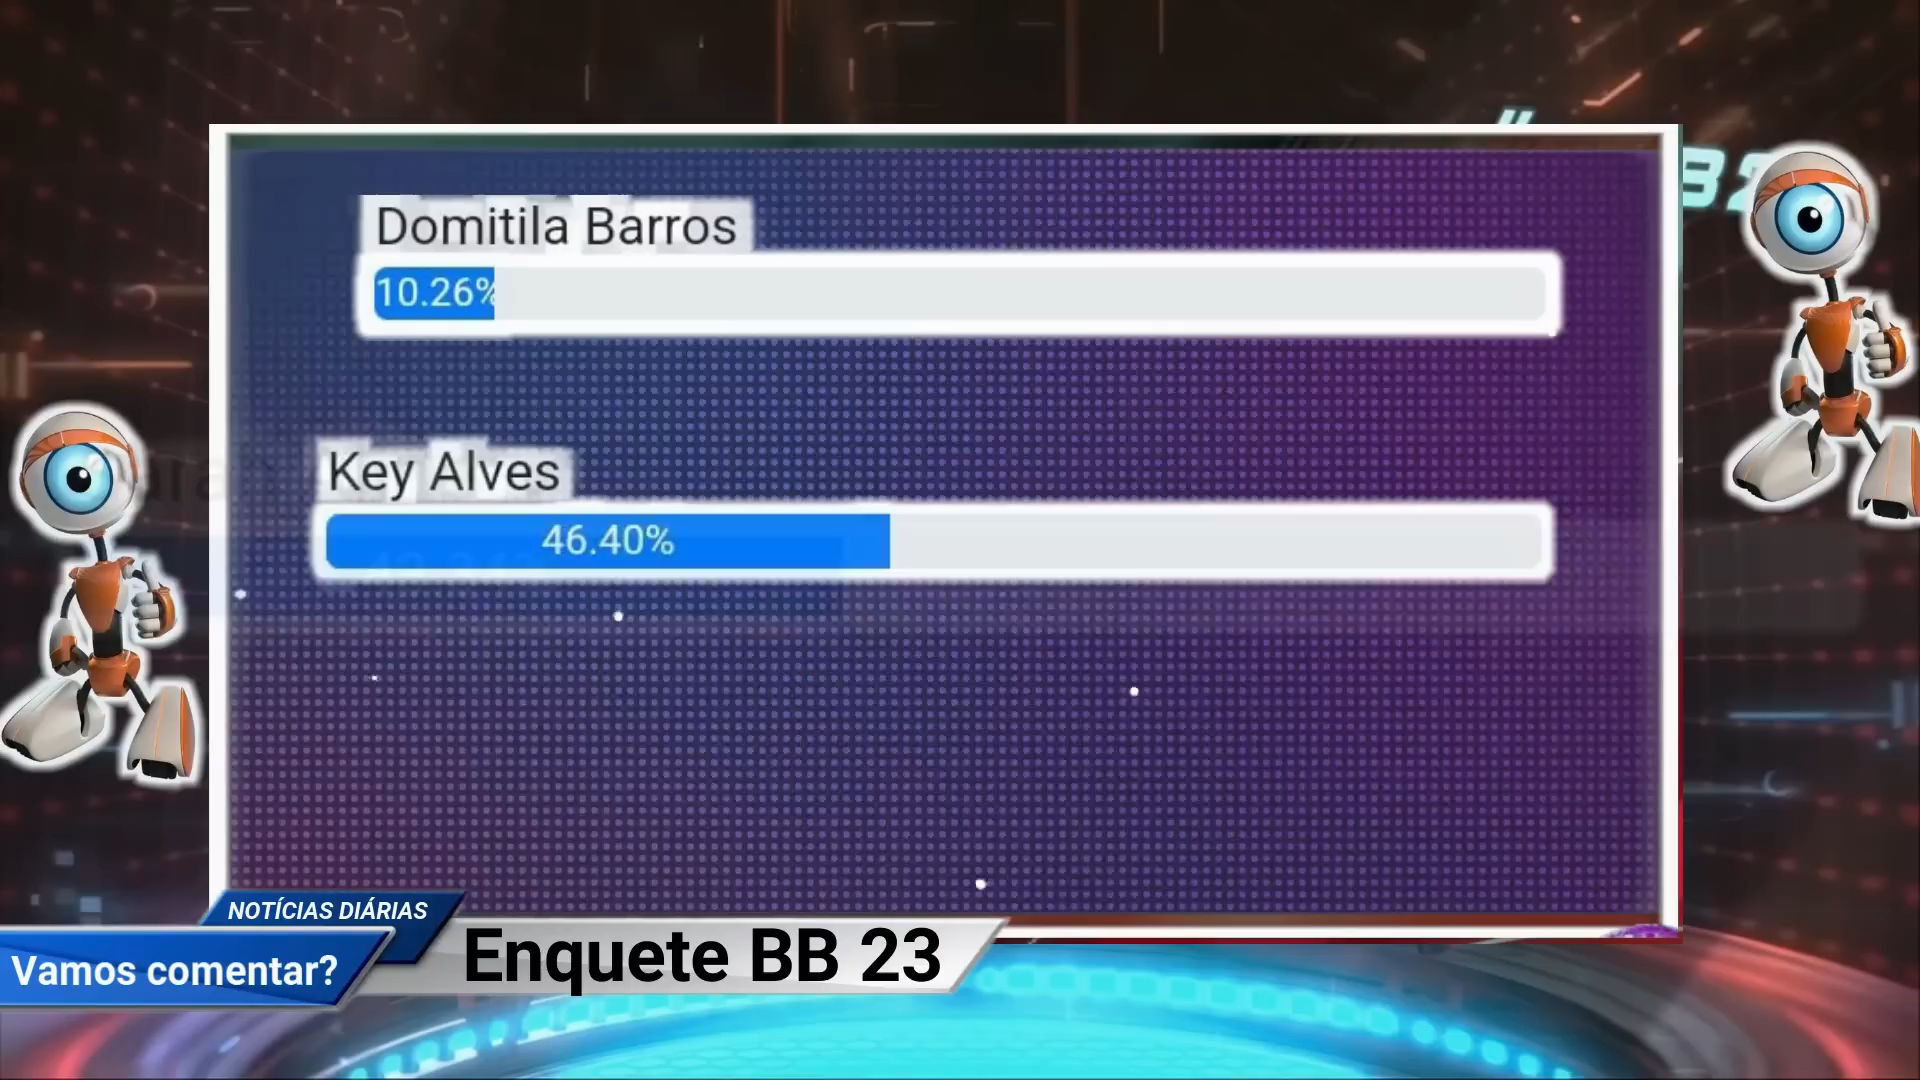 Domitila Barros
10.26%
Key Alves
46.40%
NOTÍCIAS DIÁRIAS
Vamos comentar?
Enquete BB 23